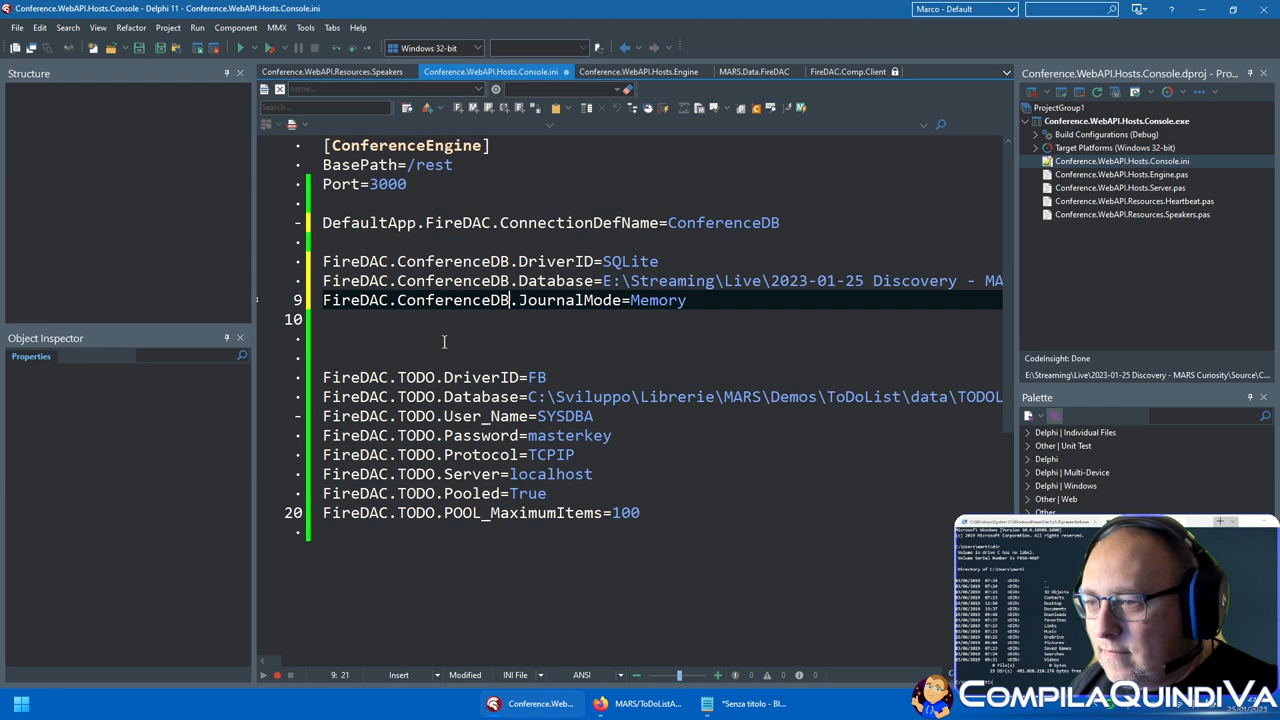 Conference.WebAPI.Hosts.Console - Delphi 11 - Conference.WebAPI.Hosts.Console.ini
Marco - Default
File Edit Search View Refactor Project Run Component MMX Tools Tabs Help
Windows 32-bit
Structure
Conference.WebAPI.Resources.Speakers Conference.WebAPI.Hosts.Console.ini Conference.WebAPI.Hosts.Engine MARS.Data.FireDAC FireDAC.Comp.Client
name...
Search...
[ConferenceEngine]
BasePath=/rest
Port=3000
DefaultApp.FireDAC.ConnectionDefName=ConferenceDB
FireDAC.ConferenceDB.DriverID=SQLite
FireDAC.ConferenceDB.Database=E:\Streaming\Live\2023-01-25 Discovery - MA
9 FireDAC.ConferenceDB.JournalMode=Memory
10
FireDAC.TODO.DriverID=FB
FireDAC.TODO.Database=C:\Sviluppo\Librerie\MARS\Demos\ToDoList\data\TODOL
FireDAC.TODO.User_Name=SYSDBA
FireDAC.TODO.Password=masterkey
FireDAC.TODO.Protocol=TCPIP
FireDAC.TODO.Server=localhost
FireDAC.TODO.Pooled=True
20 FireDAC.TODO.POOL_MaximumItems=100
Object Inspector
Properties
9: 21 Insert Modified INI File All
0 0 0
Conference.WebAPI.Hosts.Console.dproj - Pro...
ProjectGroup1
Conference.WebAPI.Hosts.Console.exe
Build Configurations (Debug)
Target Platforms (Windows 32-bit)
Conference.WebAPI.Hosts.Console.ini
Conference.WebAPI.Hosts.Engine.pas
Conference.WebAPI.Hosts.Server.pas
Conference.WebAPI.Resources.Heartbeat.pas
Conference.WebAPI.Resources.Speakers.pas
CodeInsight: Done
E:\Streaming\Live\2023-01-25 Discovery - MARS Curiosity\Source\C...
Palette
Delphi | Individual Files
Other | Unit Test
Delphi
Delphi | Multi-Device
Delphi | Windows
Other | Web
Other
Conference.Web...
MARS/ToDoListA...
*Senza titolo - Bl...
COMPILAQUINDIVA
25/01/2023